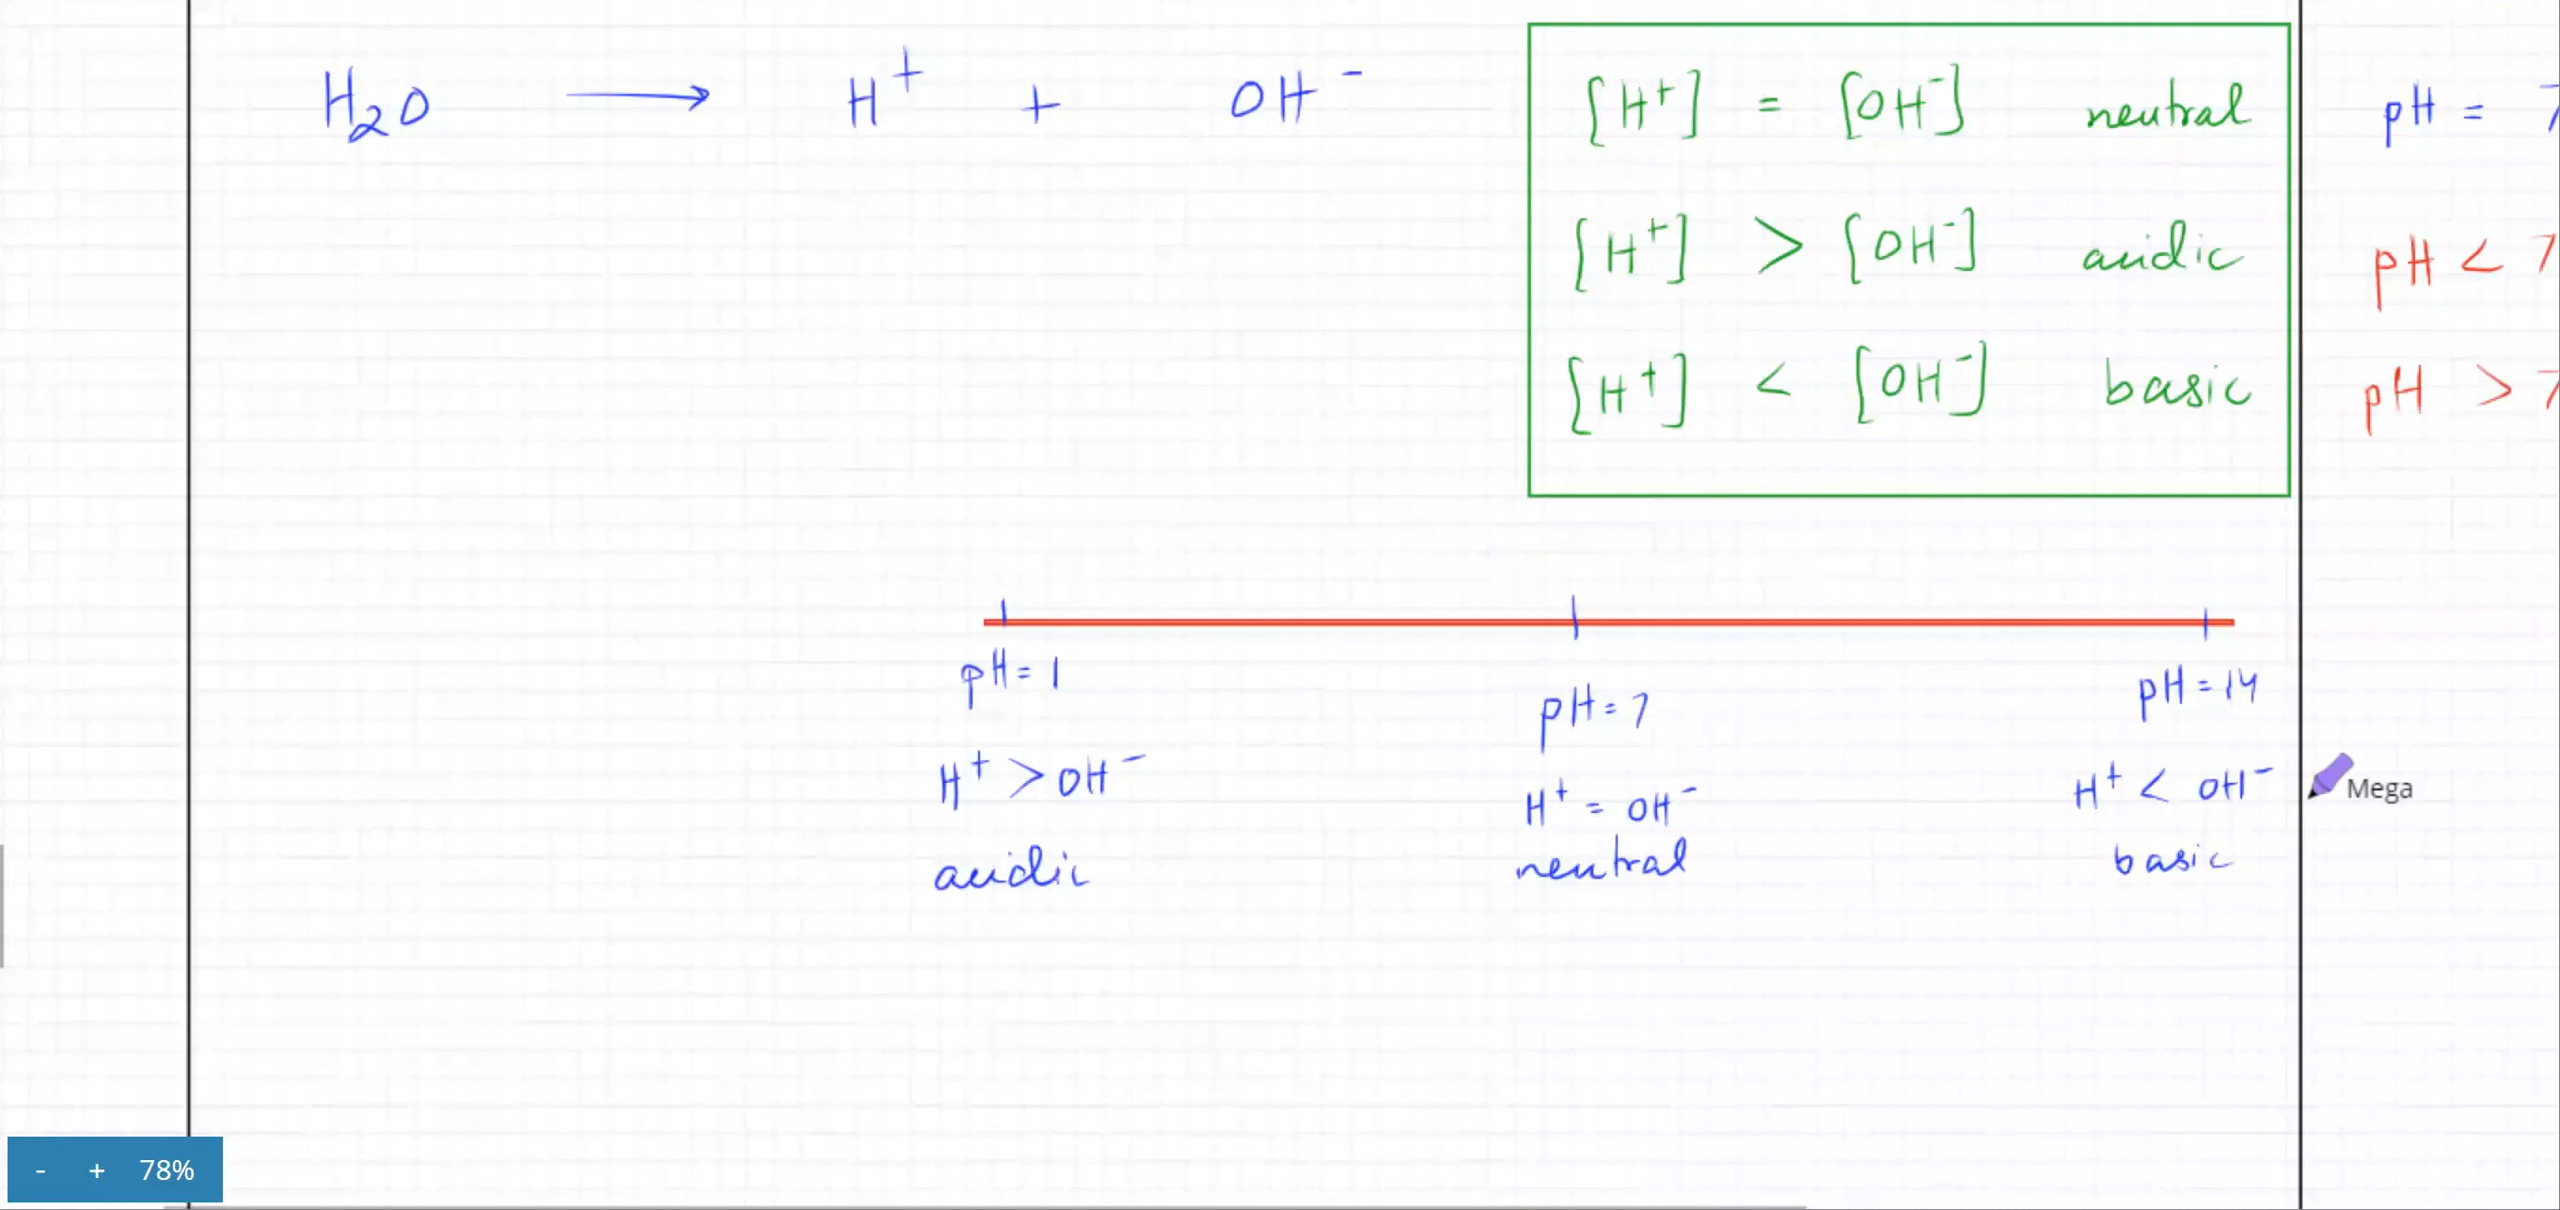 H₂O → H⁺ + OH⁻
[H⁺] = [OH⁻] neutral pH = 7
[H⁺] > [OH⁻] acidic pH < 7
[H⁺] < [OH⁻] basic pH > 7
pH = 1 pH = 7 pH = 14
H⁺ > OH⁻ H⁺ = OH⁻ H⁺ < OH⁻
acidic neutral basic
Mega
- + 78%